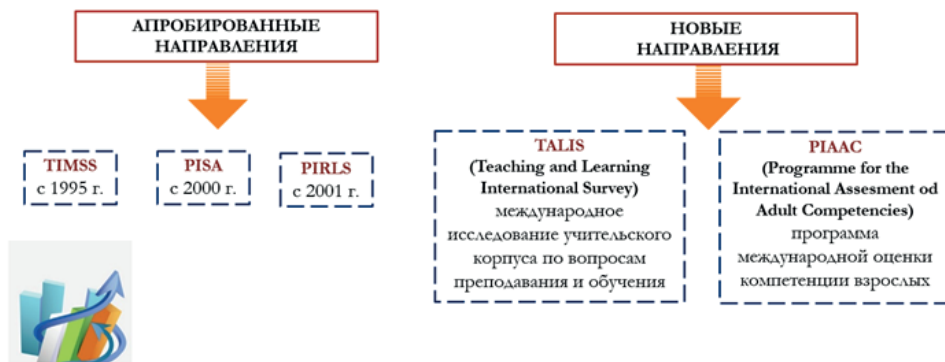 АПРОБИРОВАННЫЕ
НАПРАВЛЕНИЯ
TIMSS
с 1995 г.
PISA
с 2000 г.
PIRLS
с 2001 г.
НОВЫЕ
НАПРАВЛЕНИЯ
TALIS
(Teaching and Learning
International Survey)
международное
исследование учительского
корпуса по вопросам
преподавания и обучения
PIAAC
(Programme for the
International Assesment od
Adult Competencies)
программа
международной оценки
компетенции взрослых